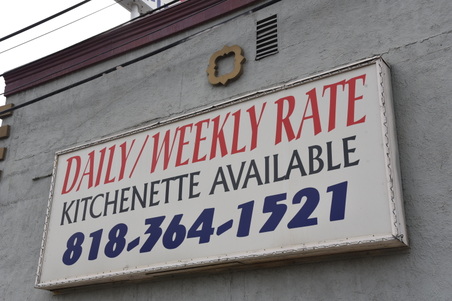 DAILY/WEEKLY RATE
KITCHENETTE AVAILABLE
818-364-1521